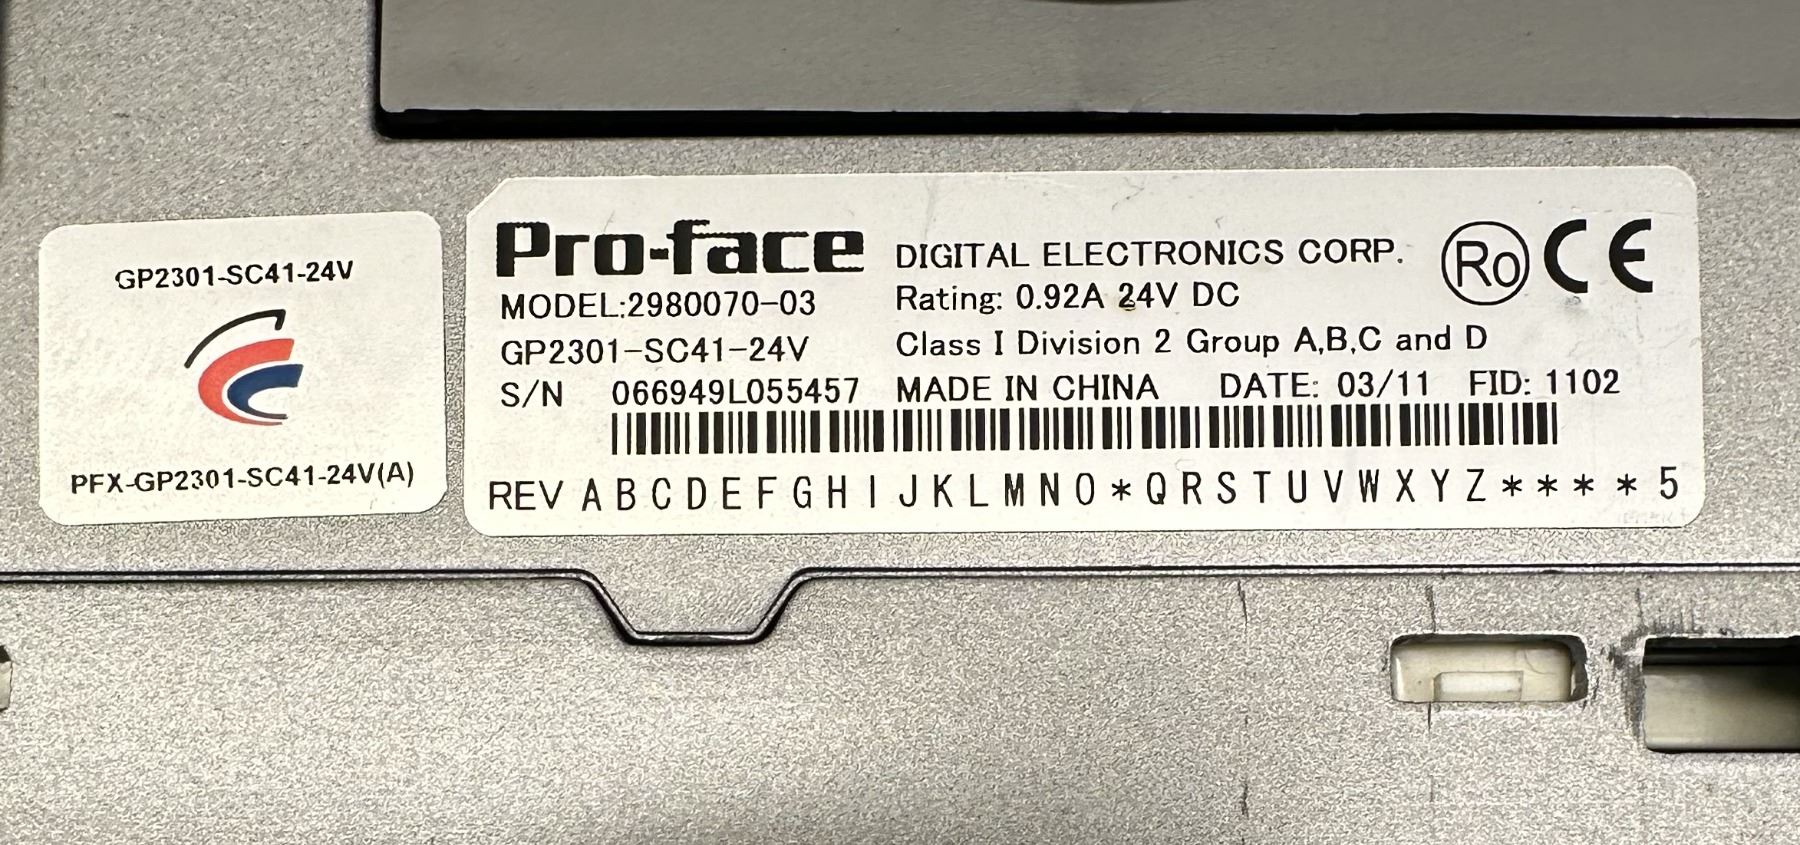 GP2301-SC41-24V
PFX-GP2301-SC41-24V(A)
Pro-face DIGITAL ELECTRONICS CORP. Ro CE
MODEL:2980070-03 Rating: 0.92A 24V DC
GP2301-SC41-24V Class I Division 2 Group A,B,C and D
S/N 066949L055457 MADE IN CHINA DATE: 03/11 FID: 1102
REV A B C D E F G H I J K L M N O * Q R S T U V W X Y Z * * * * 5